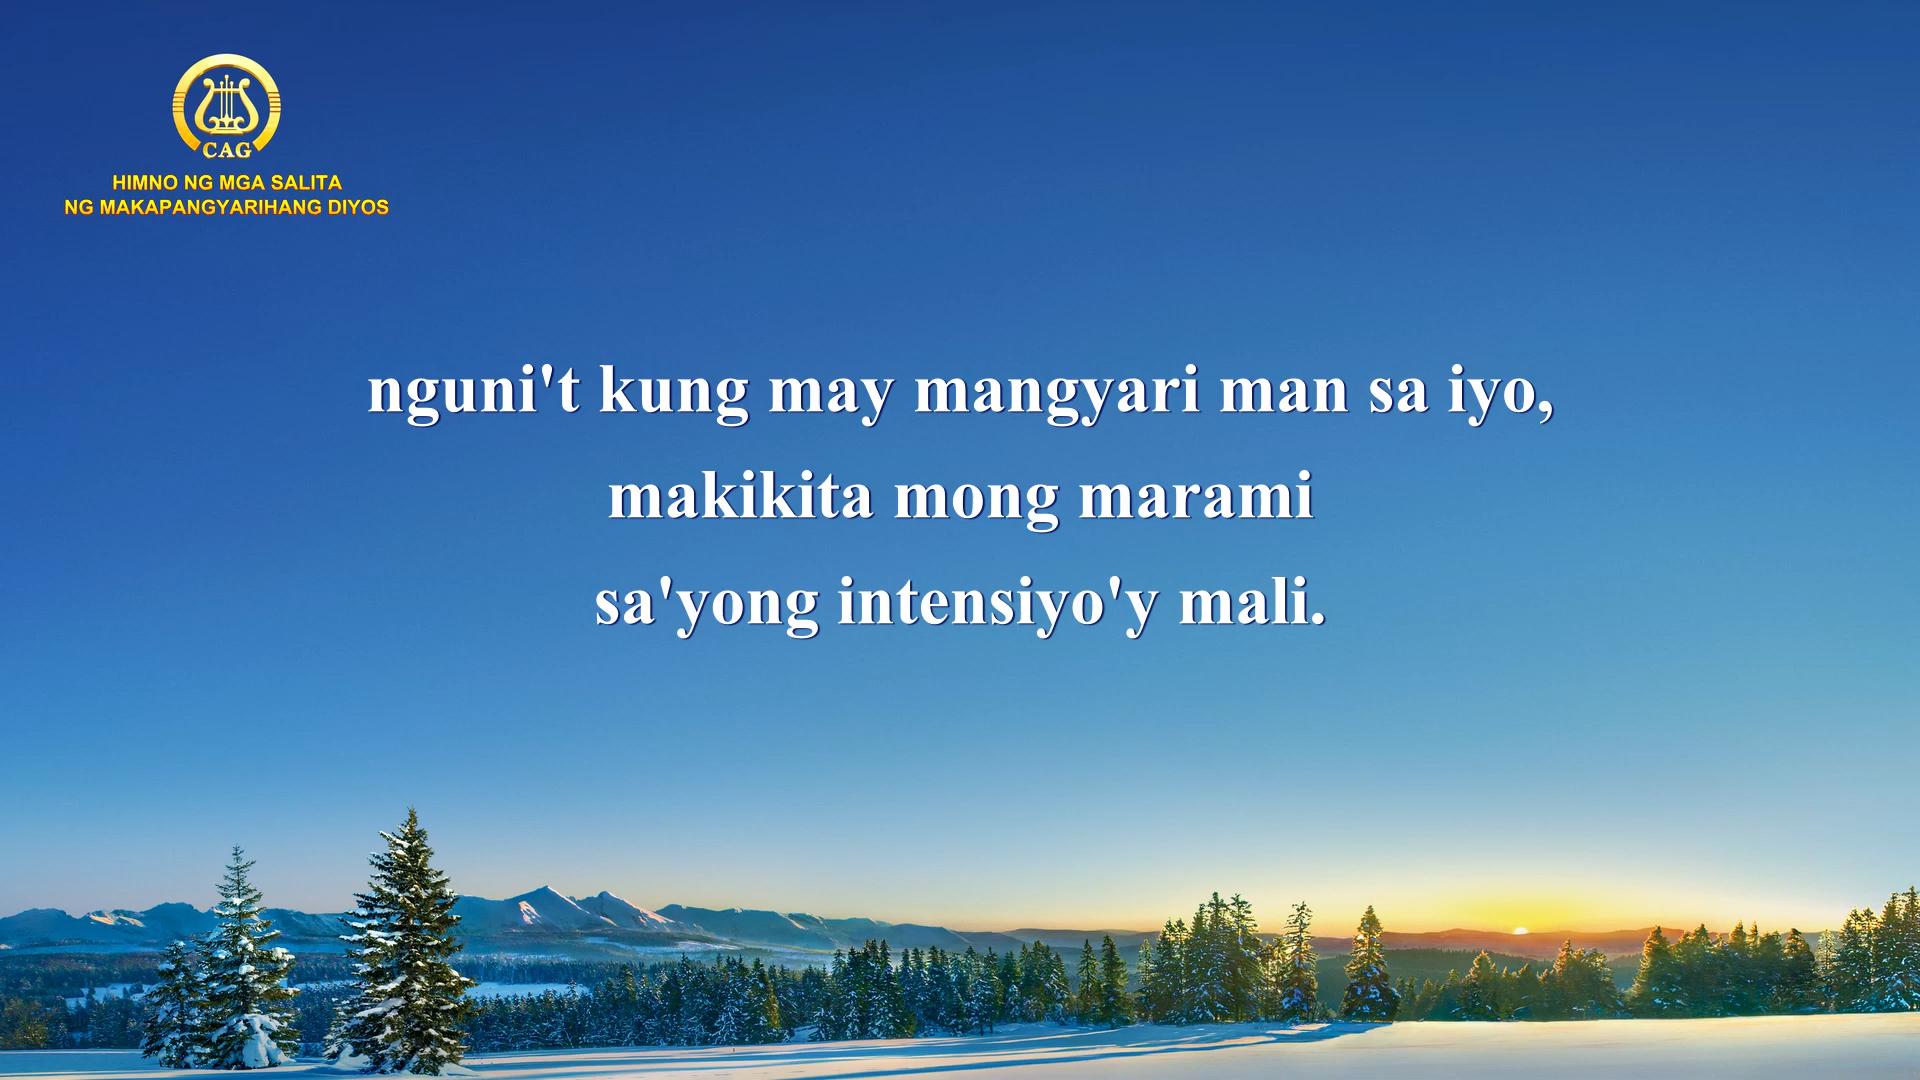 CAG
HIMNO NG MGA SALITA
NG MAKAPANGYARIHANG DIYOS
nguni't kung may mangyari man sa iyo,
makikita mong marami
sa'yong intensiyo'y mali.